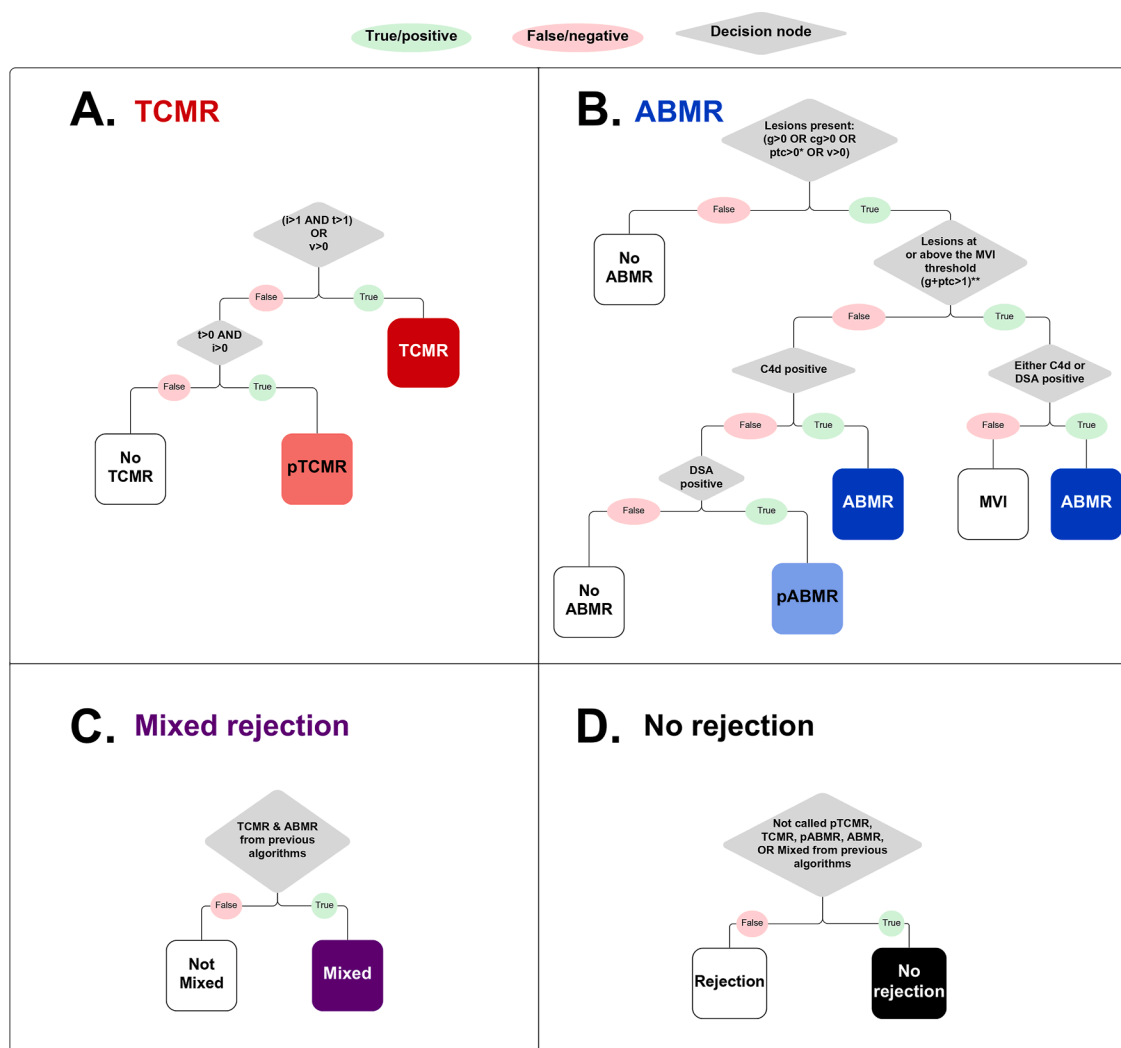 True/positive
False/negative
Decision node
A. TCMR
(i>1 AND t>1)
OR
v>0
False
True
t>0 AND
i>0
TCMR
False
True
No
TCMR
pTCMR
B. ABMR
Lesions present:
(g>0 OR cg>0 OR
ptc>0* OR v>0)
False
True
No
ABMR
Lesions at
or above the MVI
threshold
(g+ptc>1)**
False
True
C4d positive
Either C4d or
DSA positive
False
True
False
True
DSA
positive
ABMR
MVI
ABMR
False
True
No
ABMR
pABMR
C. Mixed rejection
TCMR & ABMR
from previous
algorithms
False
True
Not
Mixed
Mixed
D. No rejection
Not called pTCMR,
TCMR, pABMR, ABMR,
OR Mixed from previous
algorithms
False
True
Rejection
No
rejection